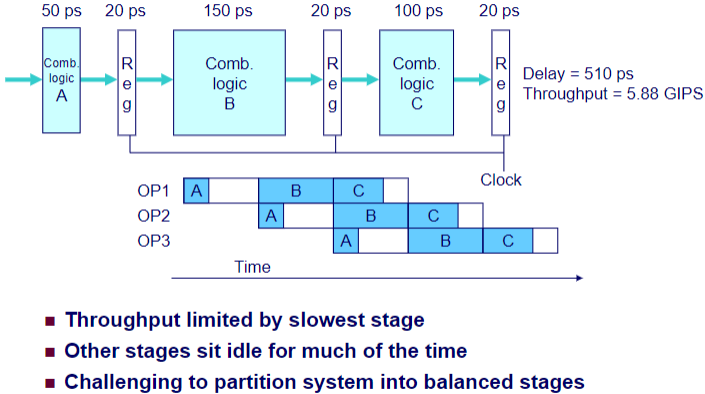 50 ps 20 ps 150 ps 20 ps 100 ps 20 ps
Comb.
logic
A
R
e
g
Comb.
logic
B
R
e
g
Comb.
logic
C
R
e
g
Delay = 510 ps
Throughput = 5.88 GIPS
Clock
OP1 A B C
OP2 A B C
OP3 A B C
Time
Throughput limited by slowest stage
Other stages sit idle for much of the time
Challenging to partition system into balanced stages